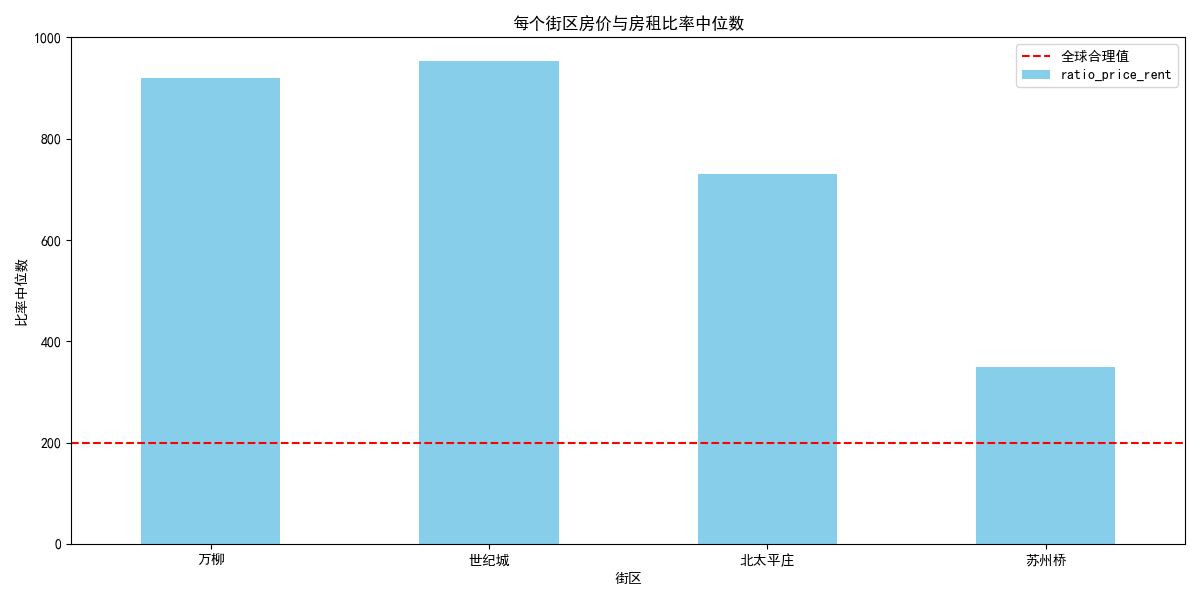 每个街区房价与房租比率中位数
1000
800
600
400
200
0
比率中位数
全球合理值
ratio_price_rent
万柳
世纪城
北太平庄
苏州桥
街区